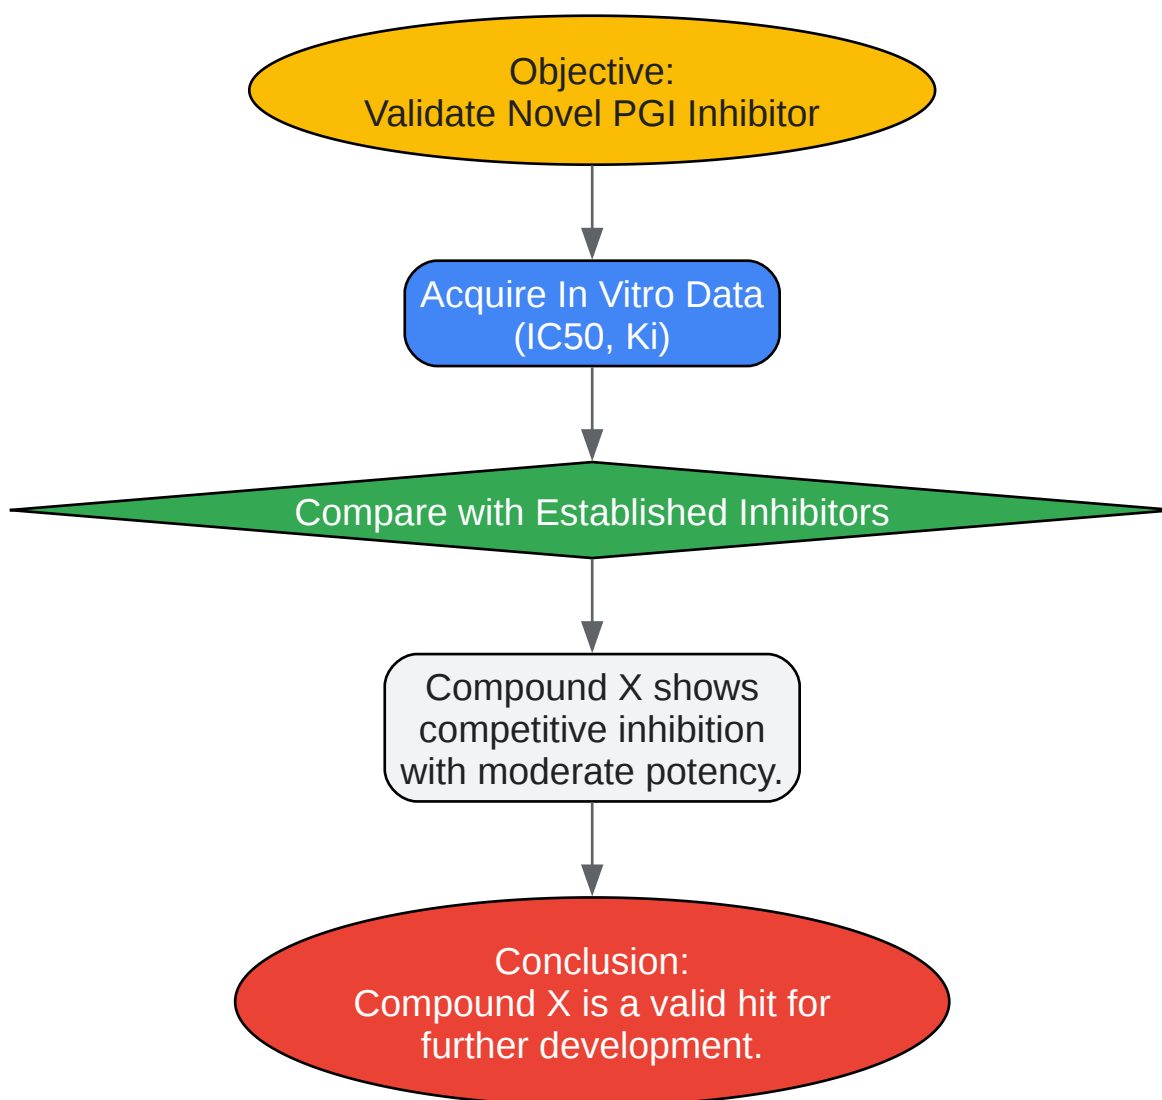 Objective:
Validate Novel PGI Inhibitor
Acquire In Vitro Data
(IC50, Ki)
Compare with Established Inhibitors
Compound X shows
competitive inhibition
with moderate potency.
Conclusion:
Compound X is a valid hit for
further development.